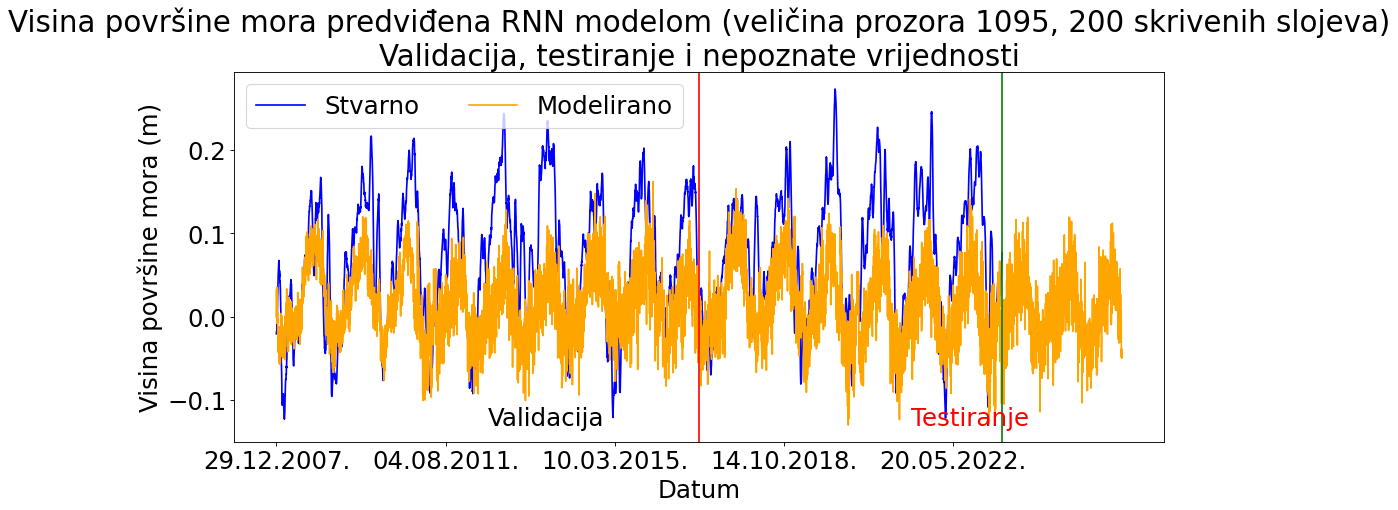 Visina površine mora predviđena RNN modelom (veličina prozora 1095, 200 skrivenih slojeva)
Validacija, testiranje i nepoznate vrijednosti
Stvarno
Modelirano
Visina površine mora (m)
0.2
0.1
0.0
−0.1
Validacija
Testiranje
29.12.2007.
04.08.2011.
10.03.2015.
14.10.2018.
20.05.2022.
Datum